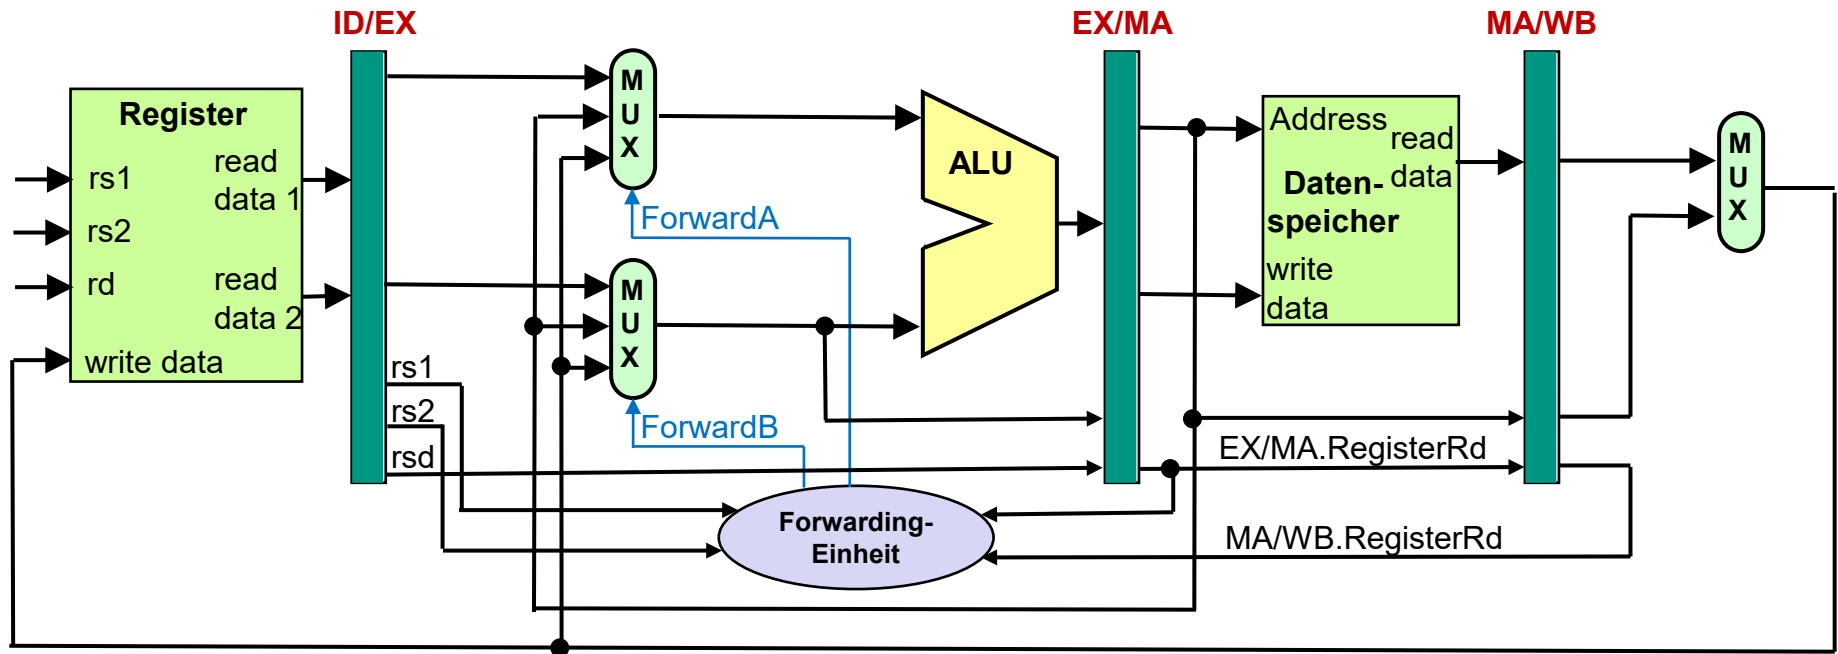 ID/EX
EX/MA
MA/WB
Register
rs1
rs2
rd
write data
read
data 1
read
data 2
M
U
X
M
U
X
ForwardA
ForwardB
rs1
rs2
rsd
ALU
Forwarding-
Einheit
Address
read
data
Daten-
speicher
write
data
EX/MA.RegisterRd
MA/WB.RegisterRd
M
U
X